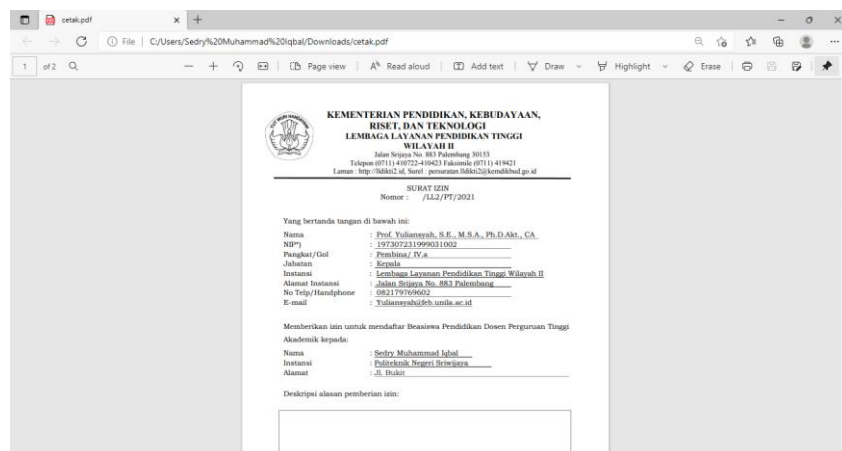 cetak.pdf
File | C:/Users/Sedry%20Muhammad%20Iqbal/Downloads/cetak.pdf
1 of 2 Page view Read aloud Add text Draw Highlight Erase
KEMENTERIAN PENDIDIKAN, KEBUDAYAAN,
RISET, DAN TEKNOLOGI
LEMBAGA LAYANAN PENDIDIKAN TINGGI
WILAYAH II
Jalan Srijaya No. 883 Palembang 30153
Telepon (0711) 410722-410423 Faksimile (0711) 419421
Laman : http://lldikti2.id, Surel : persuratan.lldikti2@kemdikbud.go.id
SURAT IZIN
Nomor : /LL2/PT/2021
Yang bertanda tangan di bawah ini:
Nama : Prof. Yuliansyah, S.E., M.S.A., Ph.D.Akt., CA
NIP*) : 197307231999031002
Pangkat/Gol : Pembina/ IV.a
Jabatan : Kepala
Instansi : Lembaga Layanan Pendidikan Tinggi Wilayah II
Alamat Instansi : Jalan Srijaya No. 883 Palembang
No Telp/Handphone : 082179769602
E-mail : Yuliansyah@feb.unila.ac.id
Memberikan izin untuk mendaftar Beasiswa Pendidikan Dosen Perguruan Tinggi
Akademik kepada:
Nama : Sedry Muhammad Iqbal
Instansi : Politeknik Negeri Sriwijaya
Alamat : Jl. Bukit
Deskripsi alasan pemberian izin: